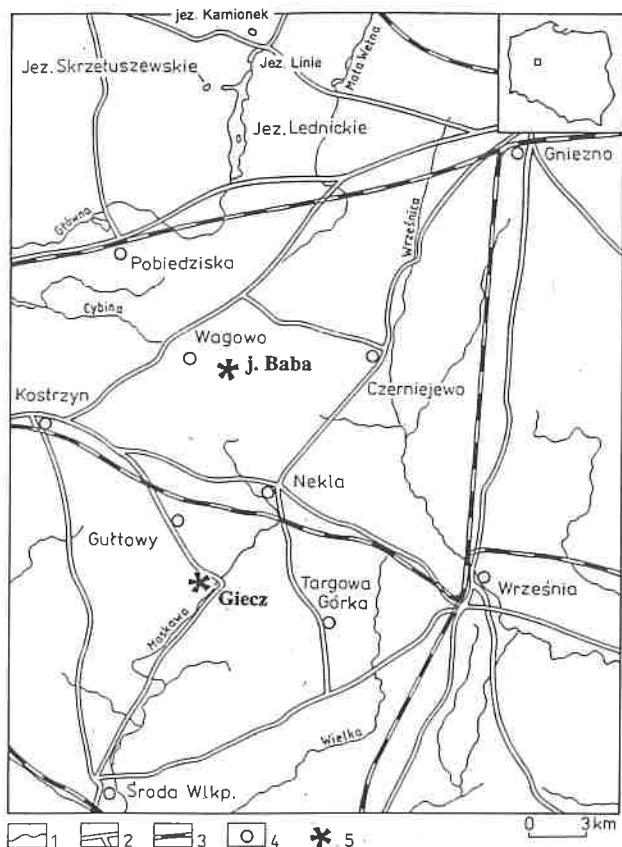 jez. Kamionek
Jez. Skrzetuszewskie
Jez. Linie
Mała Wełna
Jez. Lednickie
Gniezno
Główna
Wrześnica
Pobiedziska
Cybina
Wagowo
j. Baba
Czerniejewo
Kostrzyn
Nekla
Gułtowy
Giecz
Targowa
Górka
Września
Moskawa
Wielka
Środa Wlkp.
1 2 3 4 5 0 3km